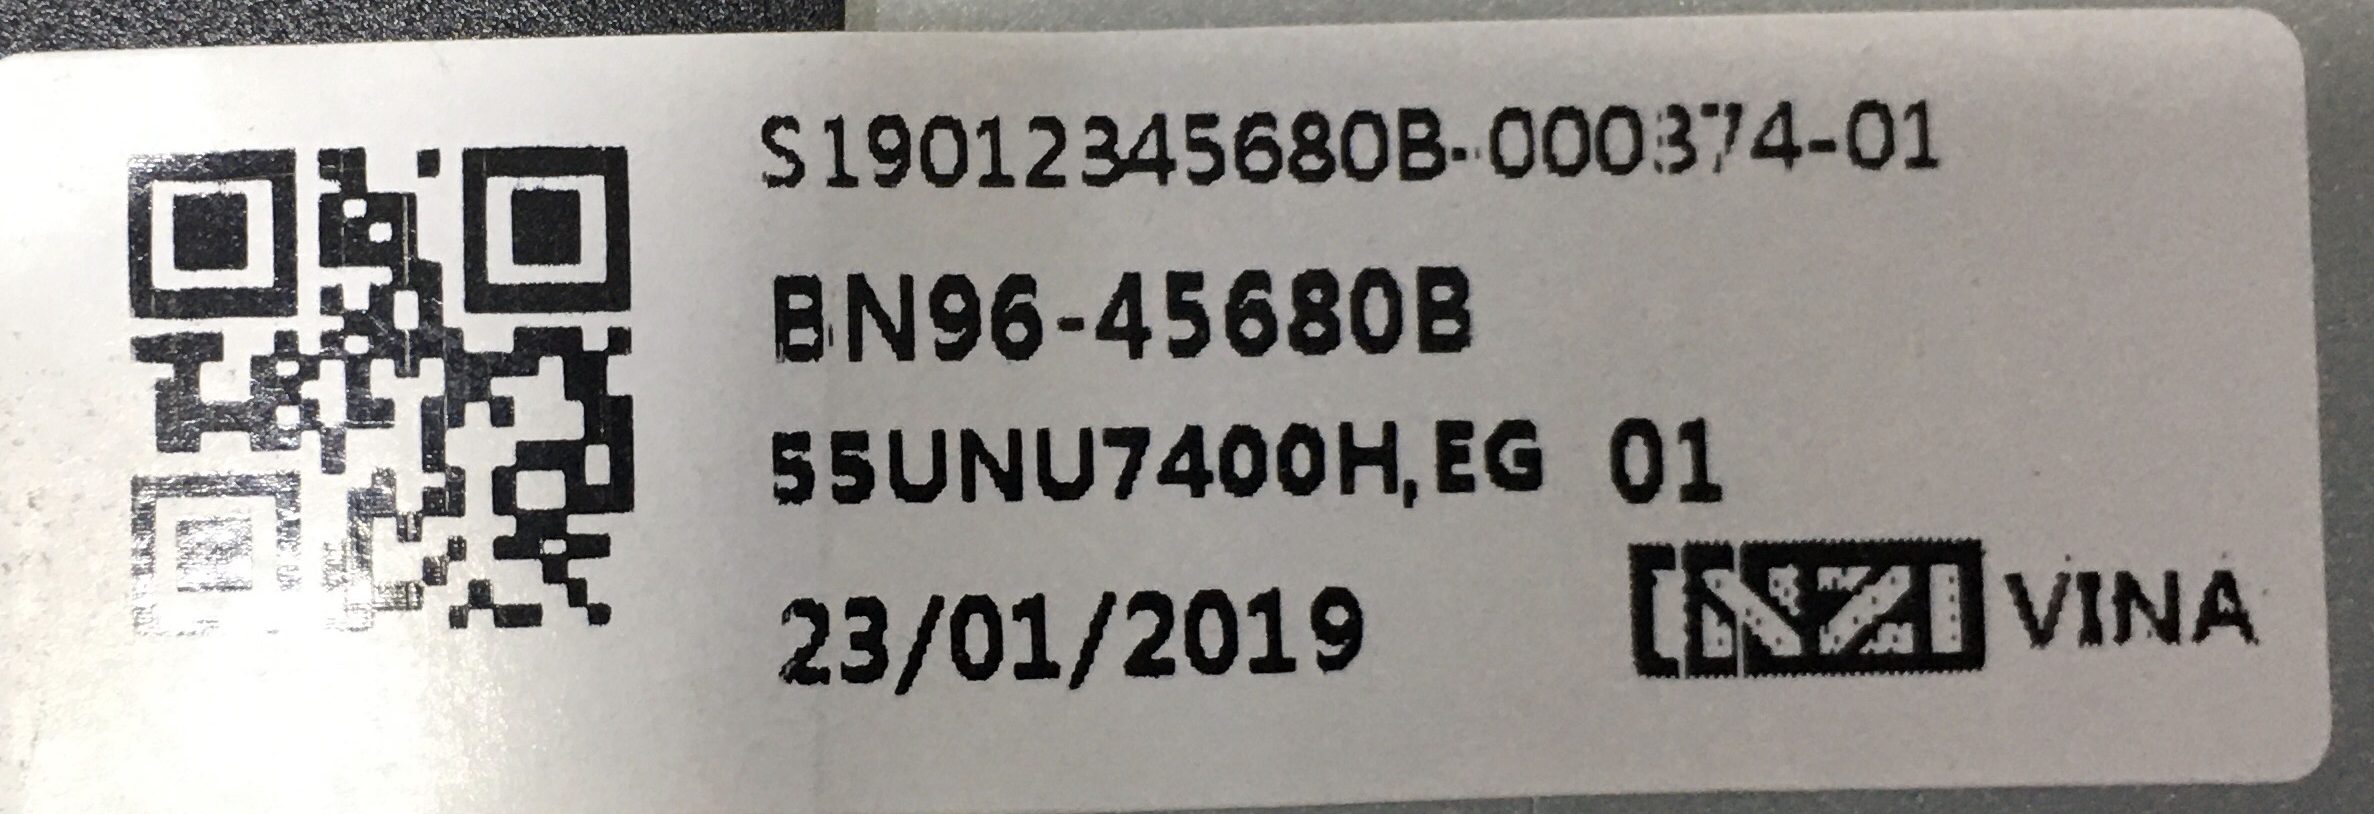 S19012345680B-000374-01
BN96-45680B
55UNU7400H,EG 01
23/01/2019
VINA